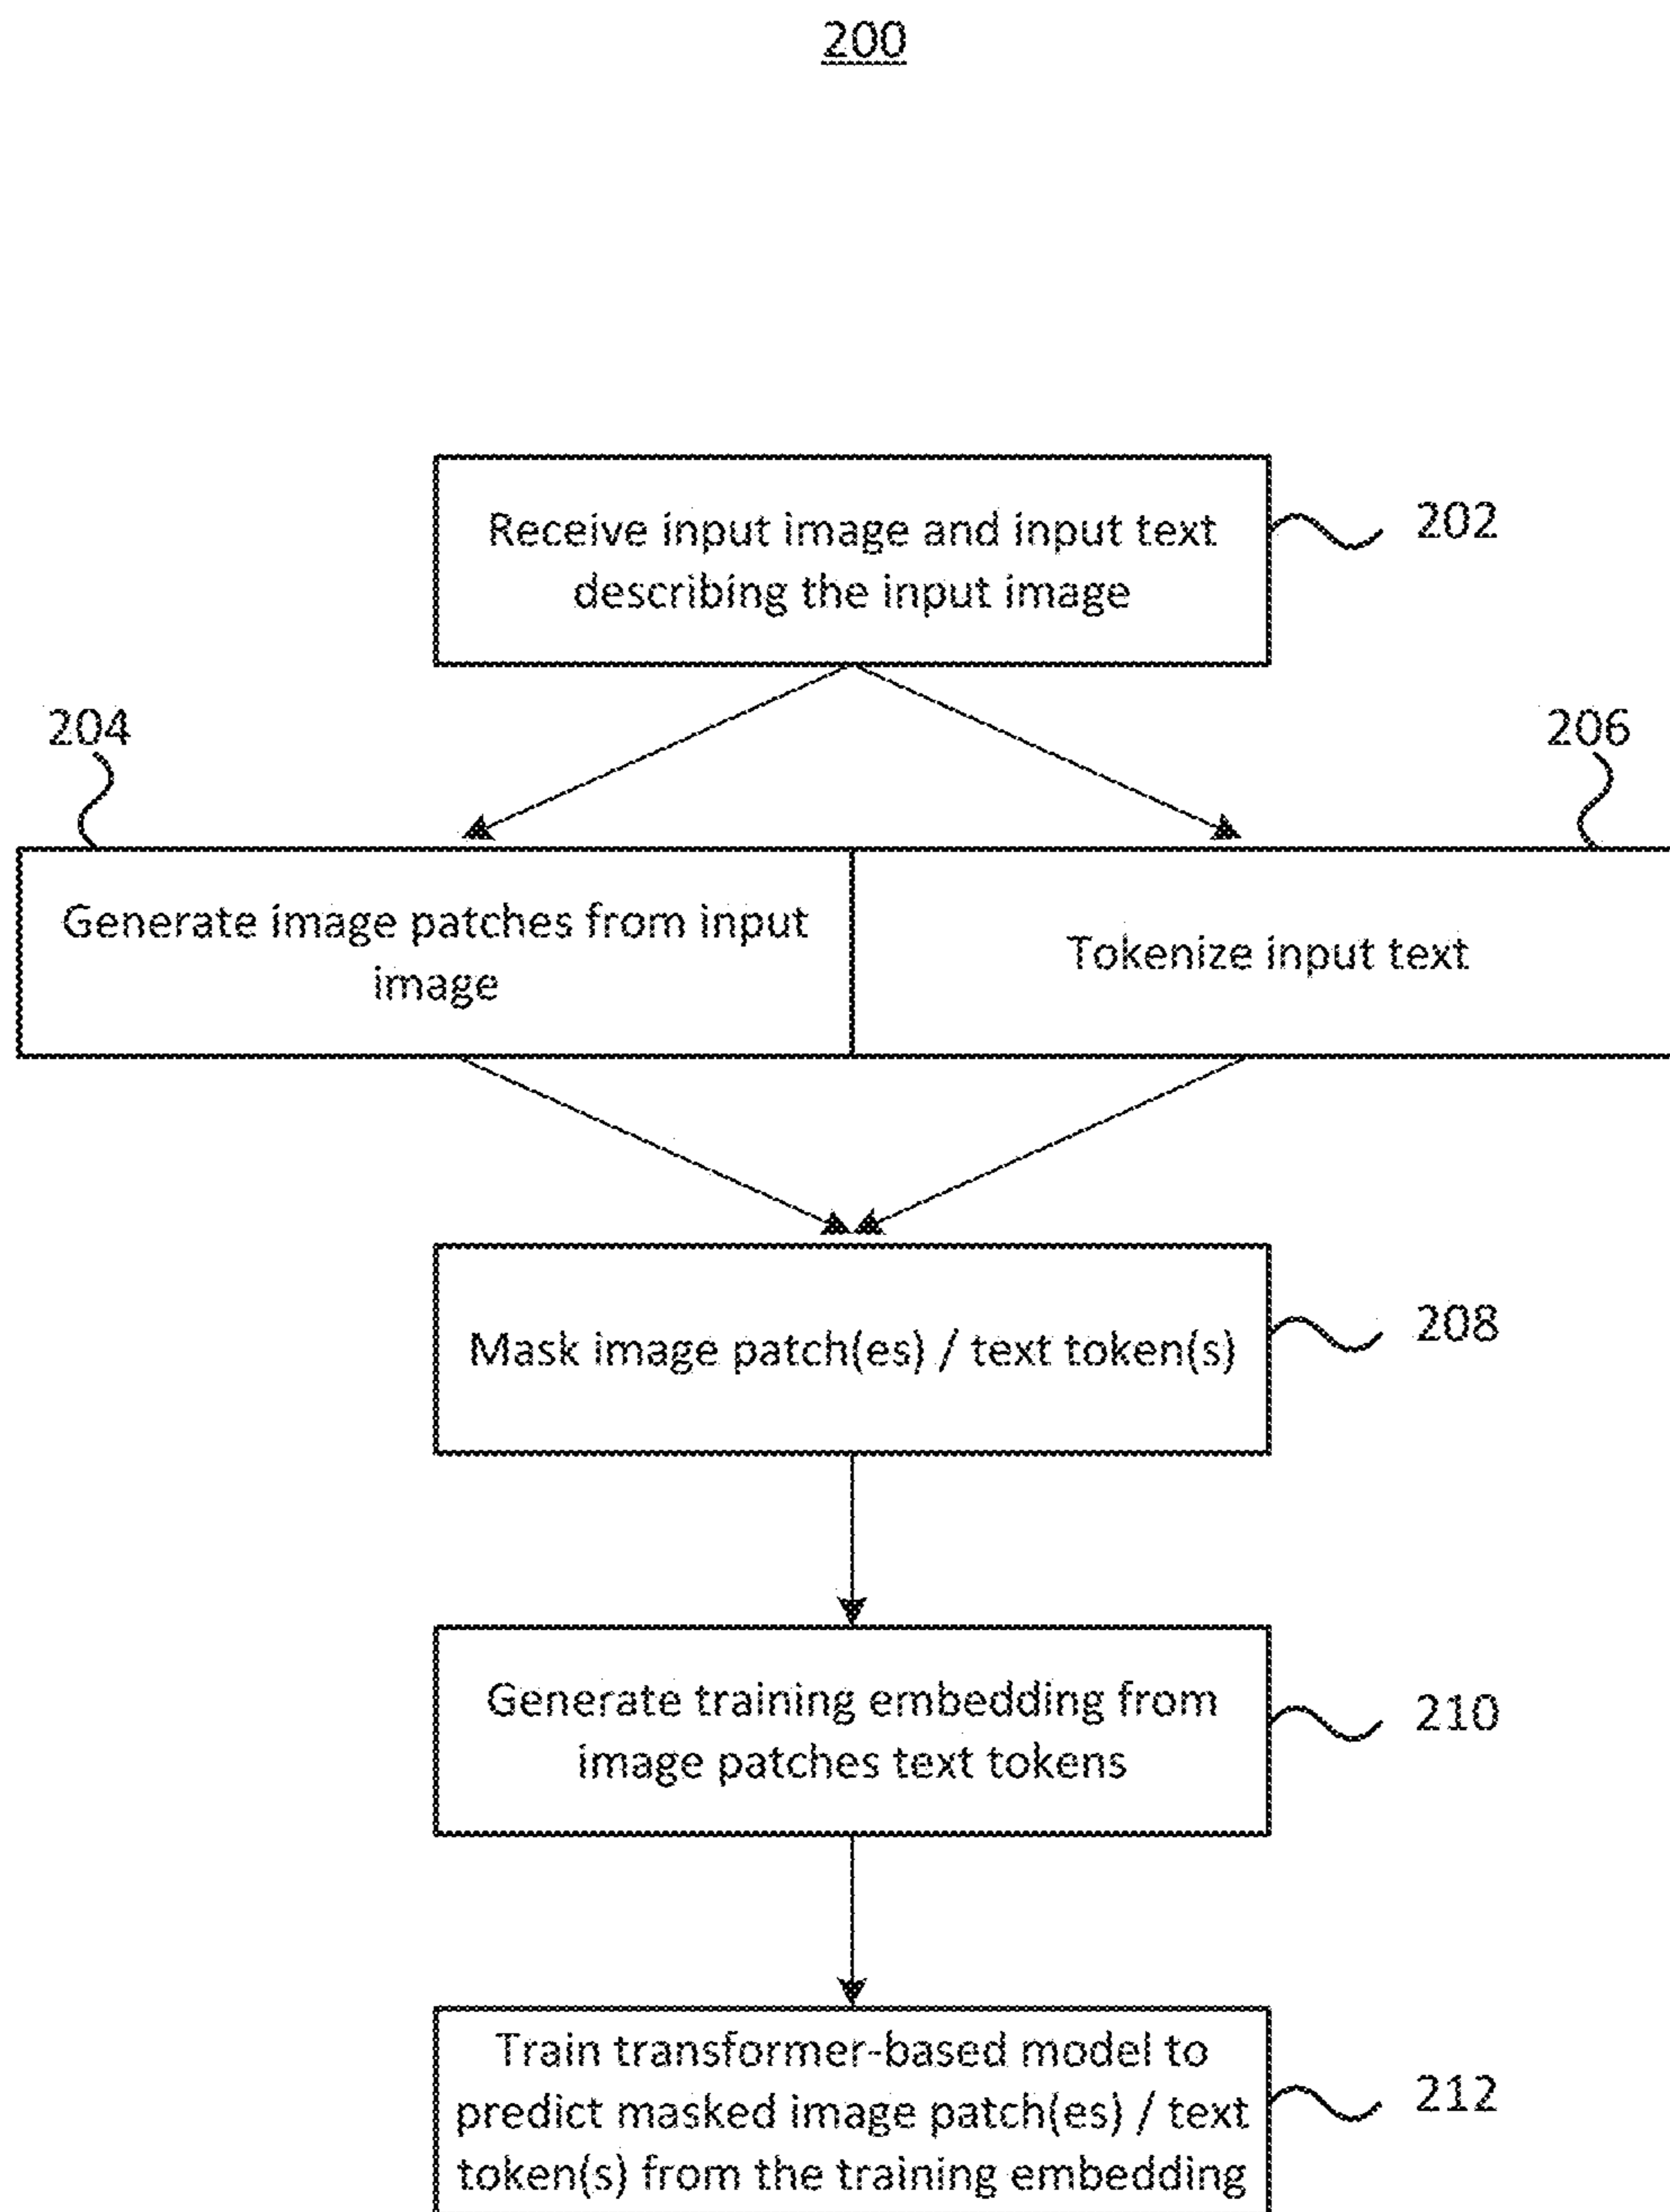 200
Receive input image and input text
describing the input image
202
204
206
Generate image patches from input
image
Tokenize input text
Mask image patch(es) / text token(s)
208
Generate training embedding from
image patches text tokens
210
Train transformer-based model to
predict masked image patch(es) / text
token(s) from the training embedding
212